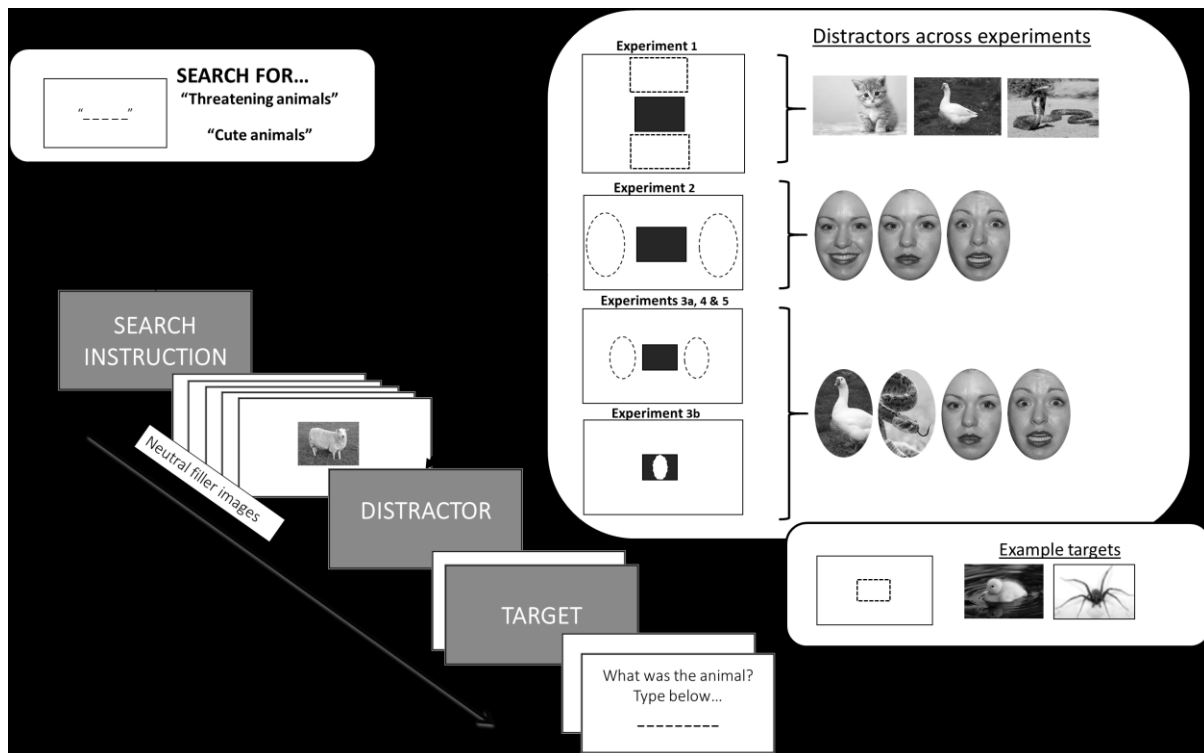 SEARCH FOR...
"Threatening animals"
"_ _ _ _ _"
"Cute animals"
Distractors across experiments
Experiment 1
Experiment 2
Experiments 3a, 4 & 5
Experiment 3b
SEARCH
INSTRUCTION
Neutral filler images
DISTRACTOR
TARGET
What was the animal?
Type below...
_ _ _ _ _ _ _ _ _
Example targets